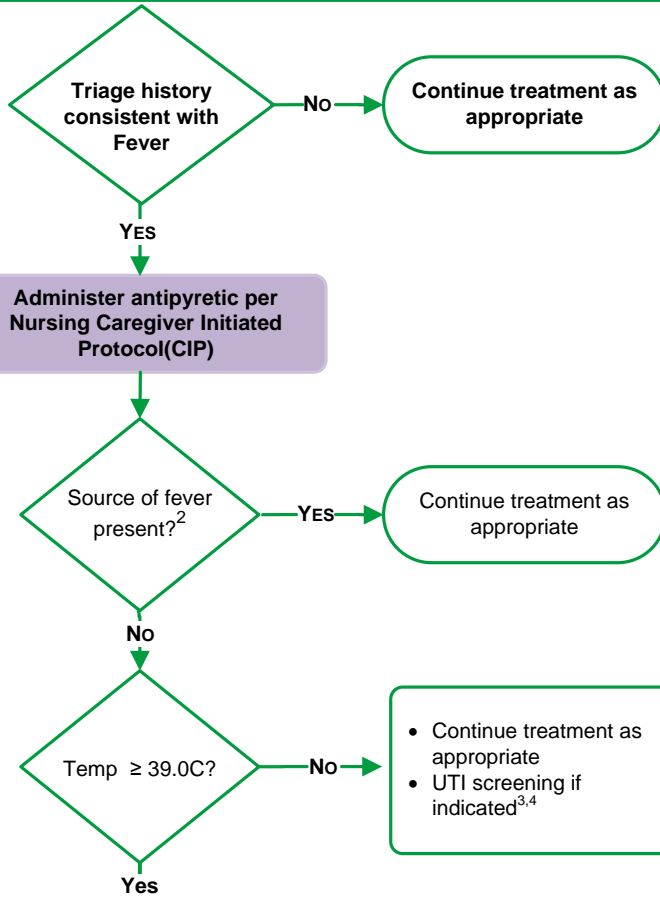 Triage history
consistent with
Fever
NO
Continue treatment as
appropriate
YES
Administer antipyretic per
Nursing Caregiver Initiated
Protocol(CIP)
Source of fever
present?2
YES
Continue treatment as
appropriate
NO
Temp ≥ 39.0C?
NO
• Continue treatment as
appropriate
• UTI screening if
indicated3,4
Yes